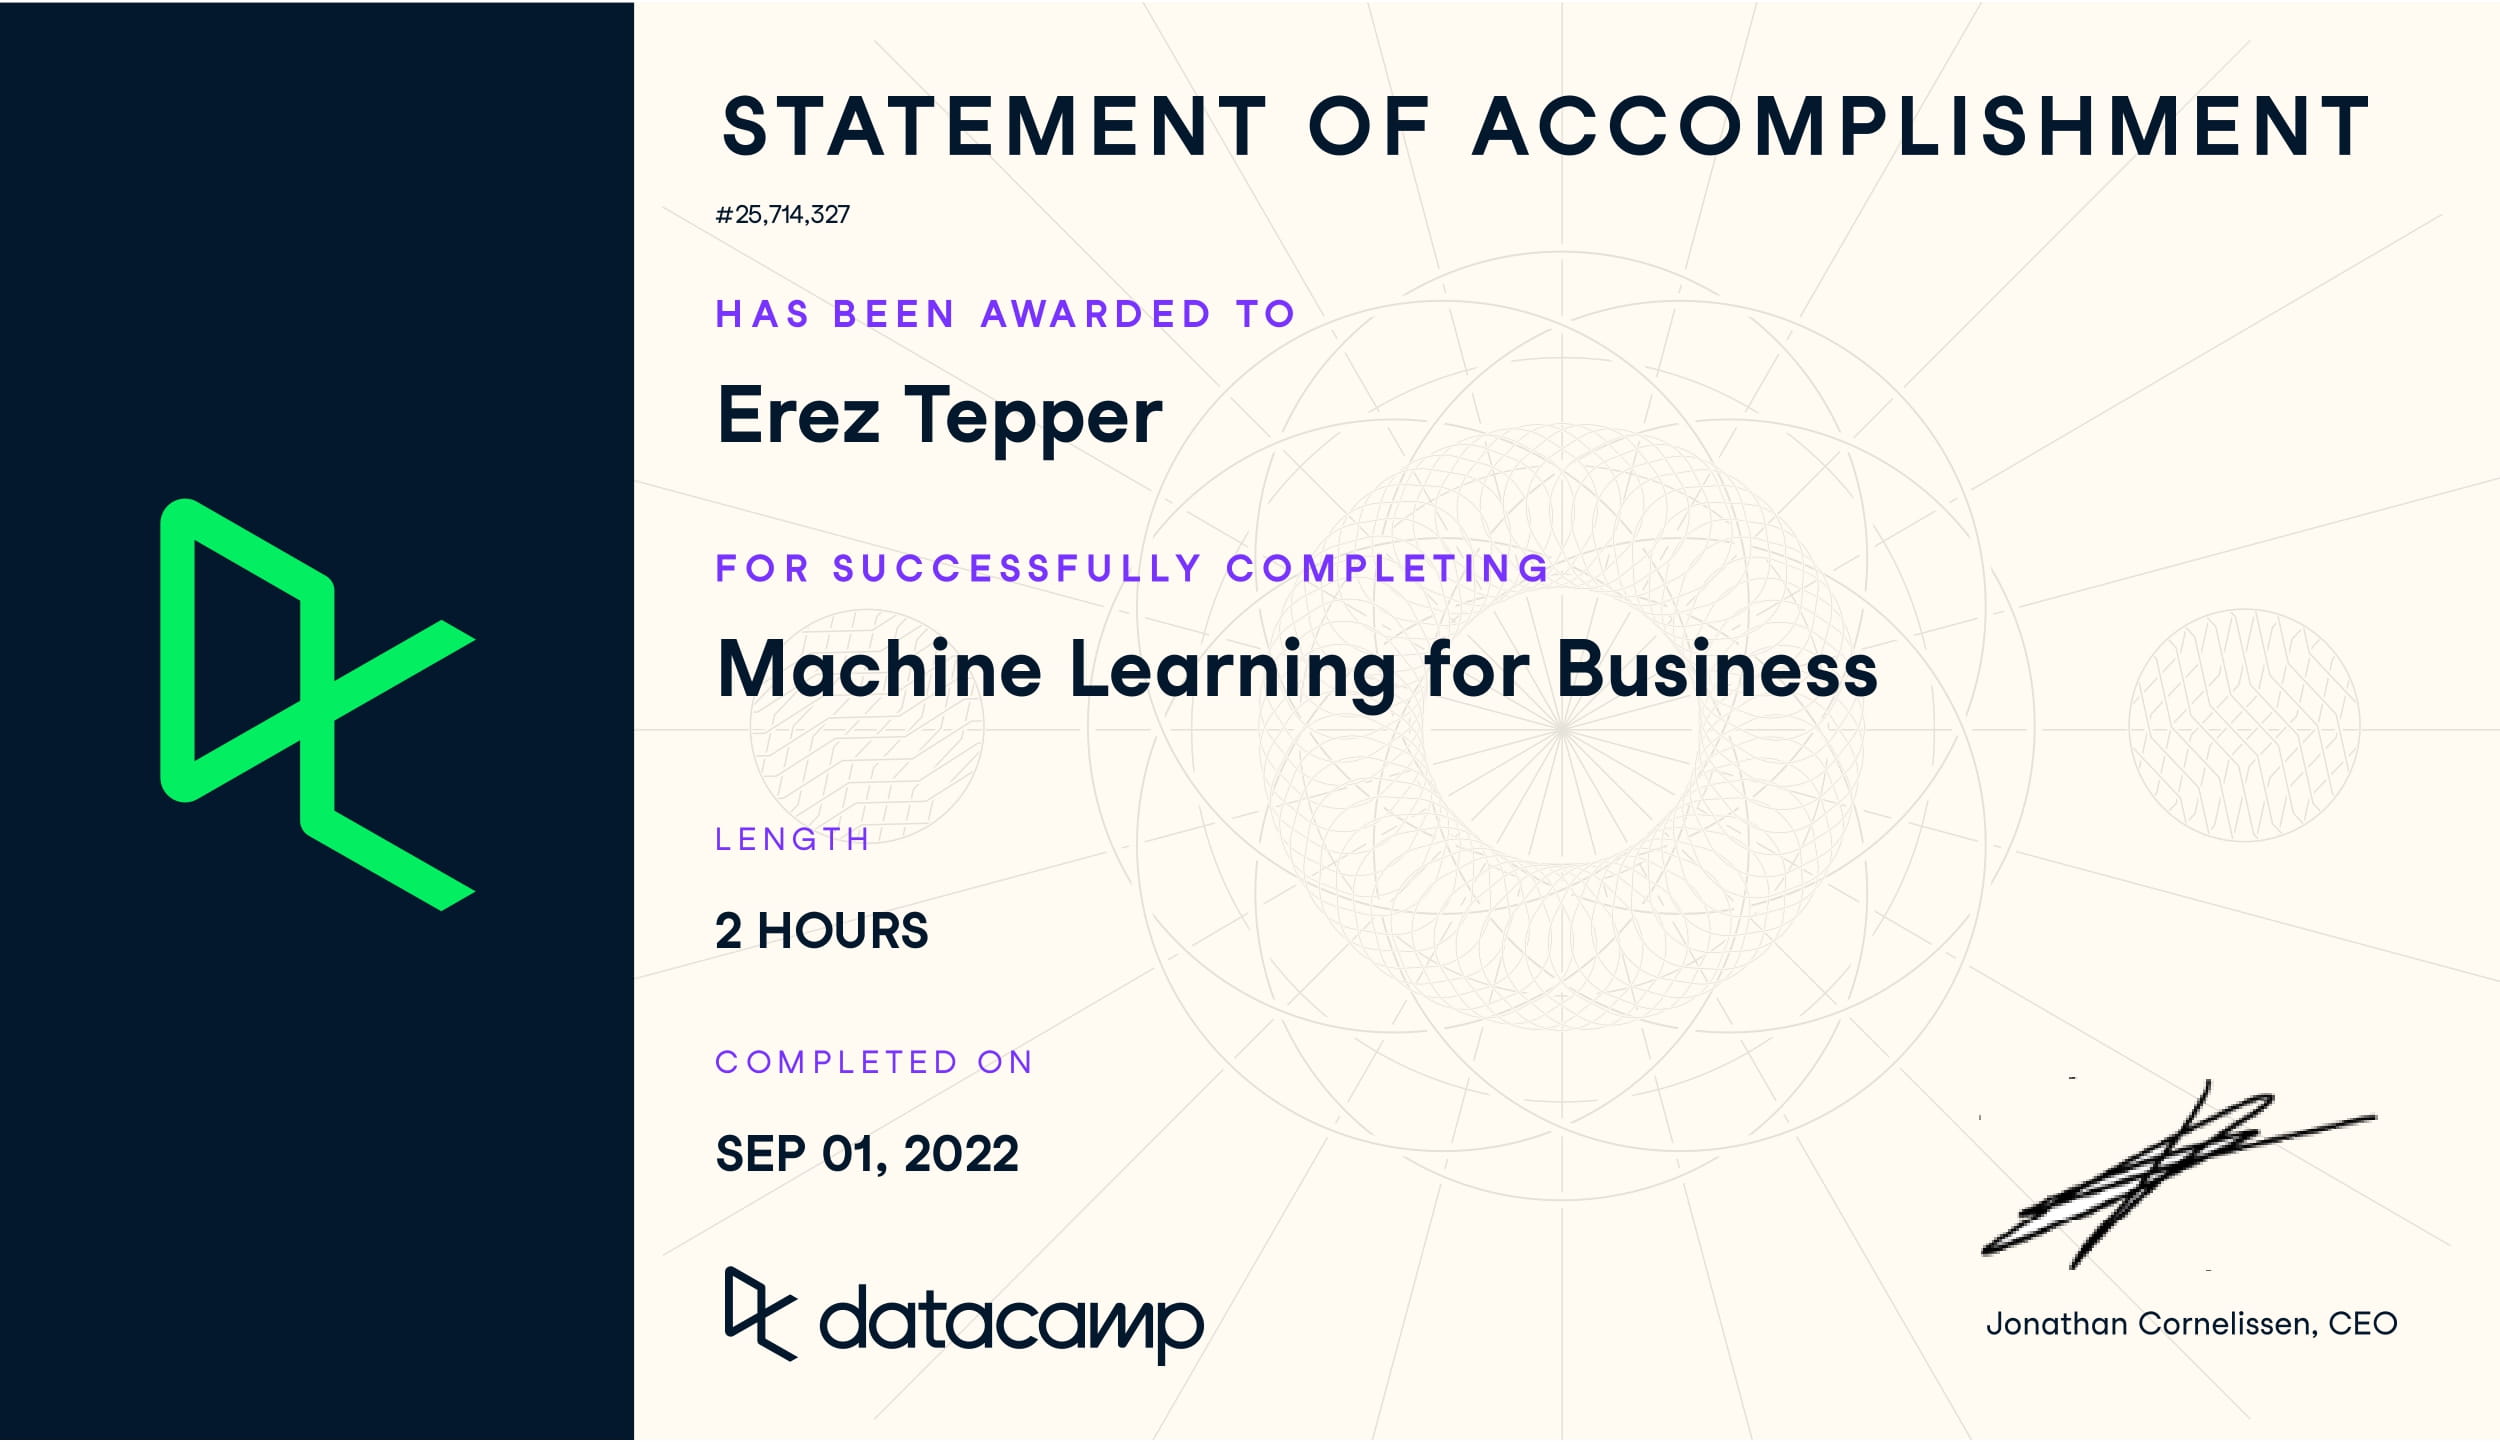 STATEMENT OF ACCOMPLISHMENT
#25,714,327
HAS BEEN AWARDED TO
Erez Tepper
FOR SUCCESSFULLY COMPLETING
Machine Learning for Business
LENGTH
2 HOURS
COMPLETED ON
SEP 01, 2022
datacamp
Jonathan Cornelissen, CEO